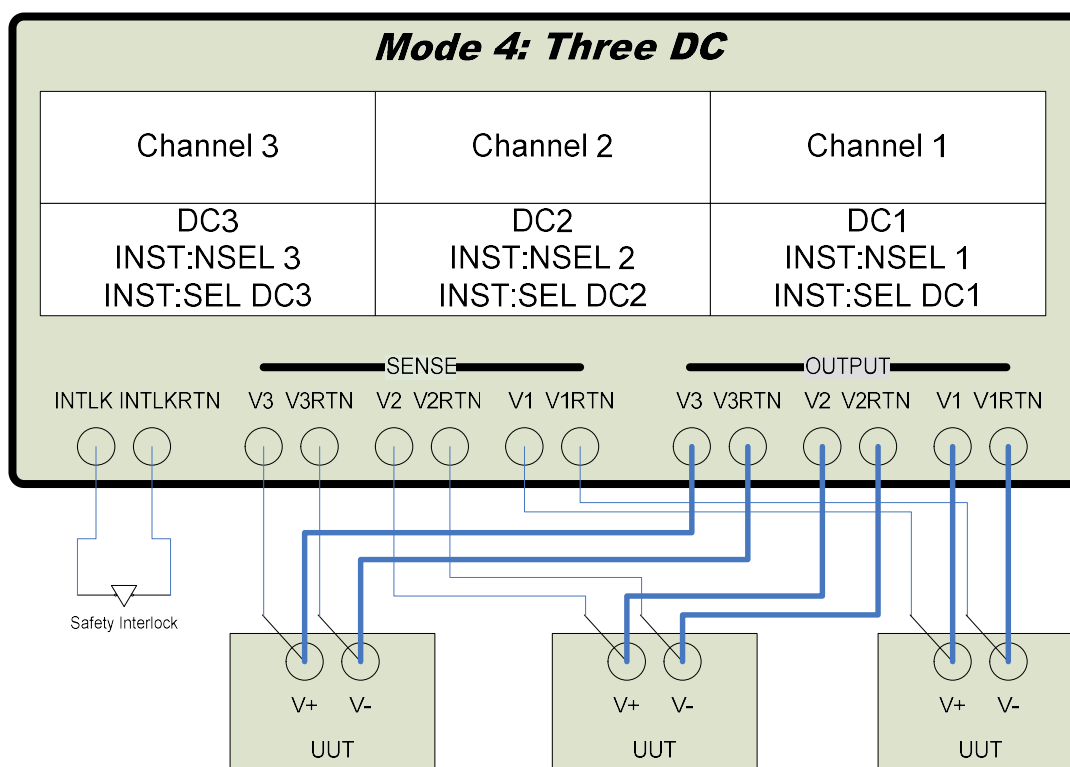 Mode 4: Three DC
Channel 3 Channel 2 Channel 1
DC3 DC2 DC1
INST:NSEL 3 INST:NSEL 2 INST:NSEL 1
INST:SEL DC3 INST:SEL DC2 INST:SEL DC1
SENSE OUTPUT
INTLK INTLKRTN V3 V3RTN V2 V2RTN V1 V1RTN V3 V3RTN V2 V2RTN V1 V1RTN
Safety Interlock
V+ V- V+ V- V+ V-
UUT UUT UUT